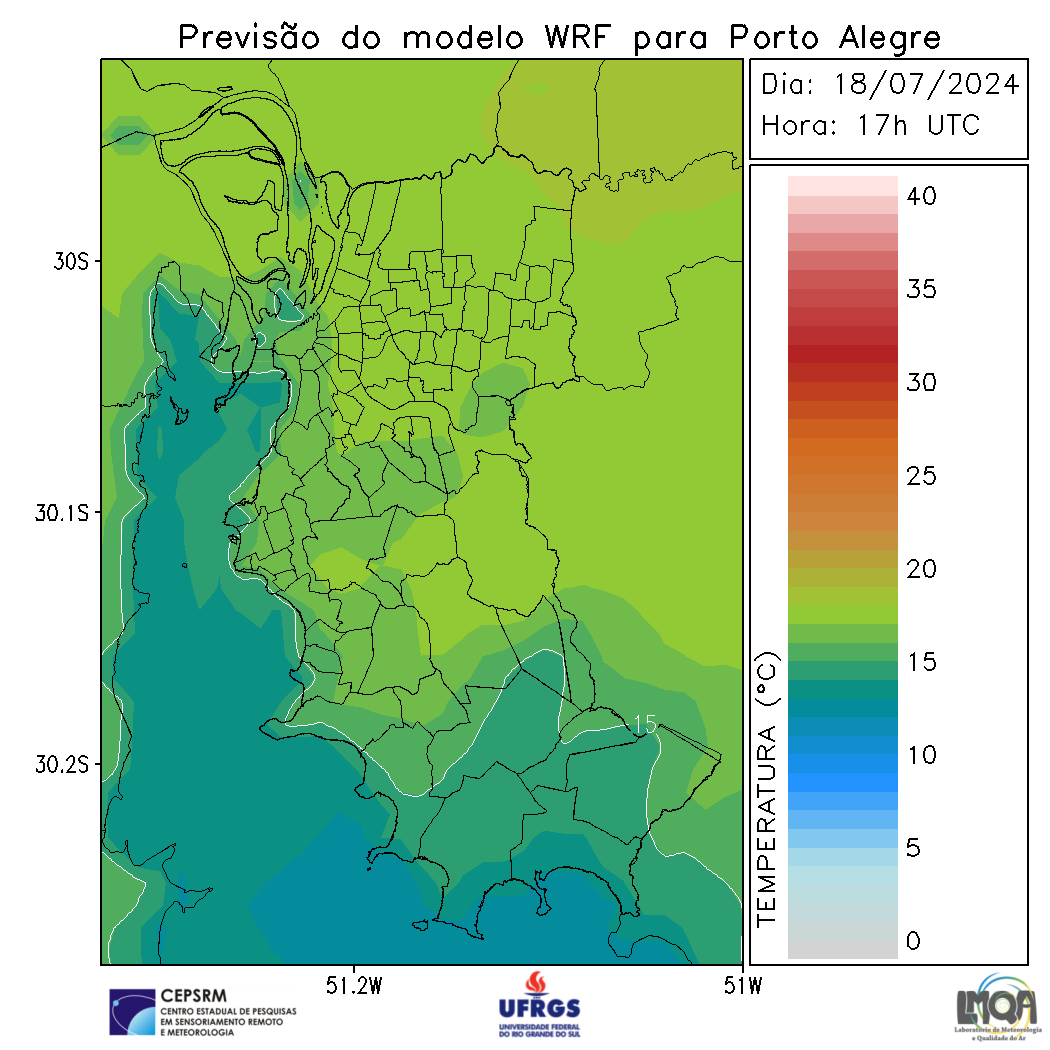 Previsão do modelo WRF para Porto Alegre
Dia: 18/07/2024
Hora: 17h UTC
40
35
30
25
20
15
10
5
0
TEMPERATURA (°C)
30S
30.1S
30.2S
15
51.2W
51W
CEPSRM
CENTRO ESTADUAL DE PESQUISAS
EM SENSORIAMENTO REMOTO
E METEOROLOGIA
UFRGS
UNIVERSIDADE FEDERAL
DO RIO GRANDE DO SUL
LMQA
Laboratório de Meteorologia
e Qualidade do Ar